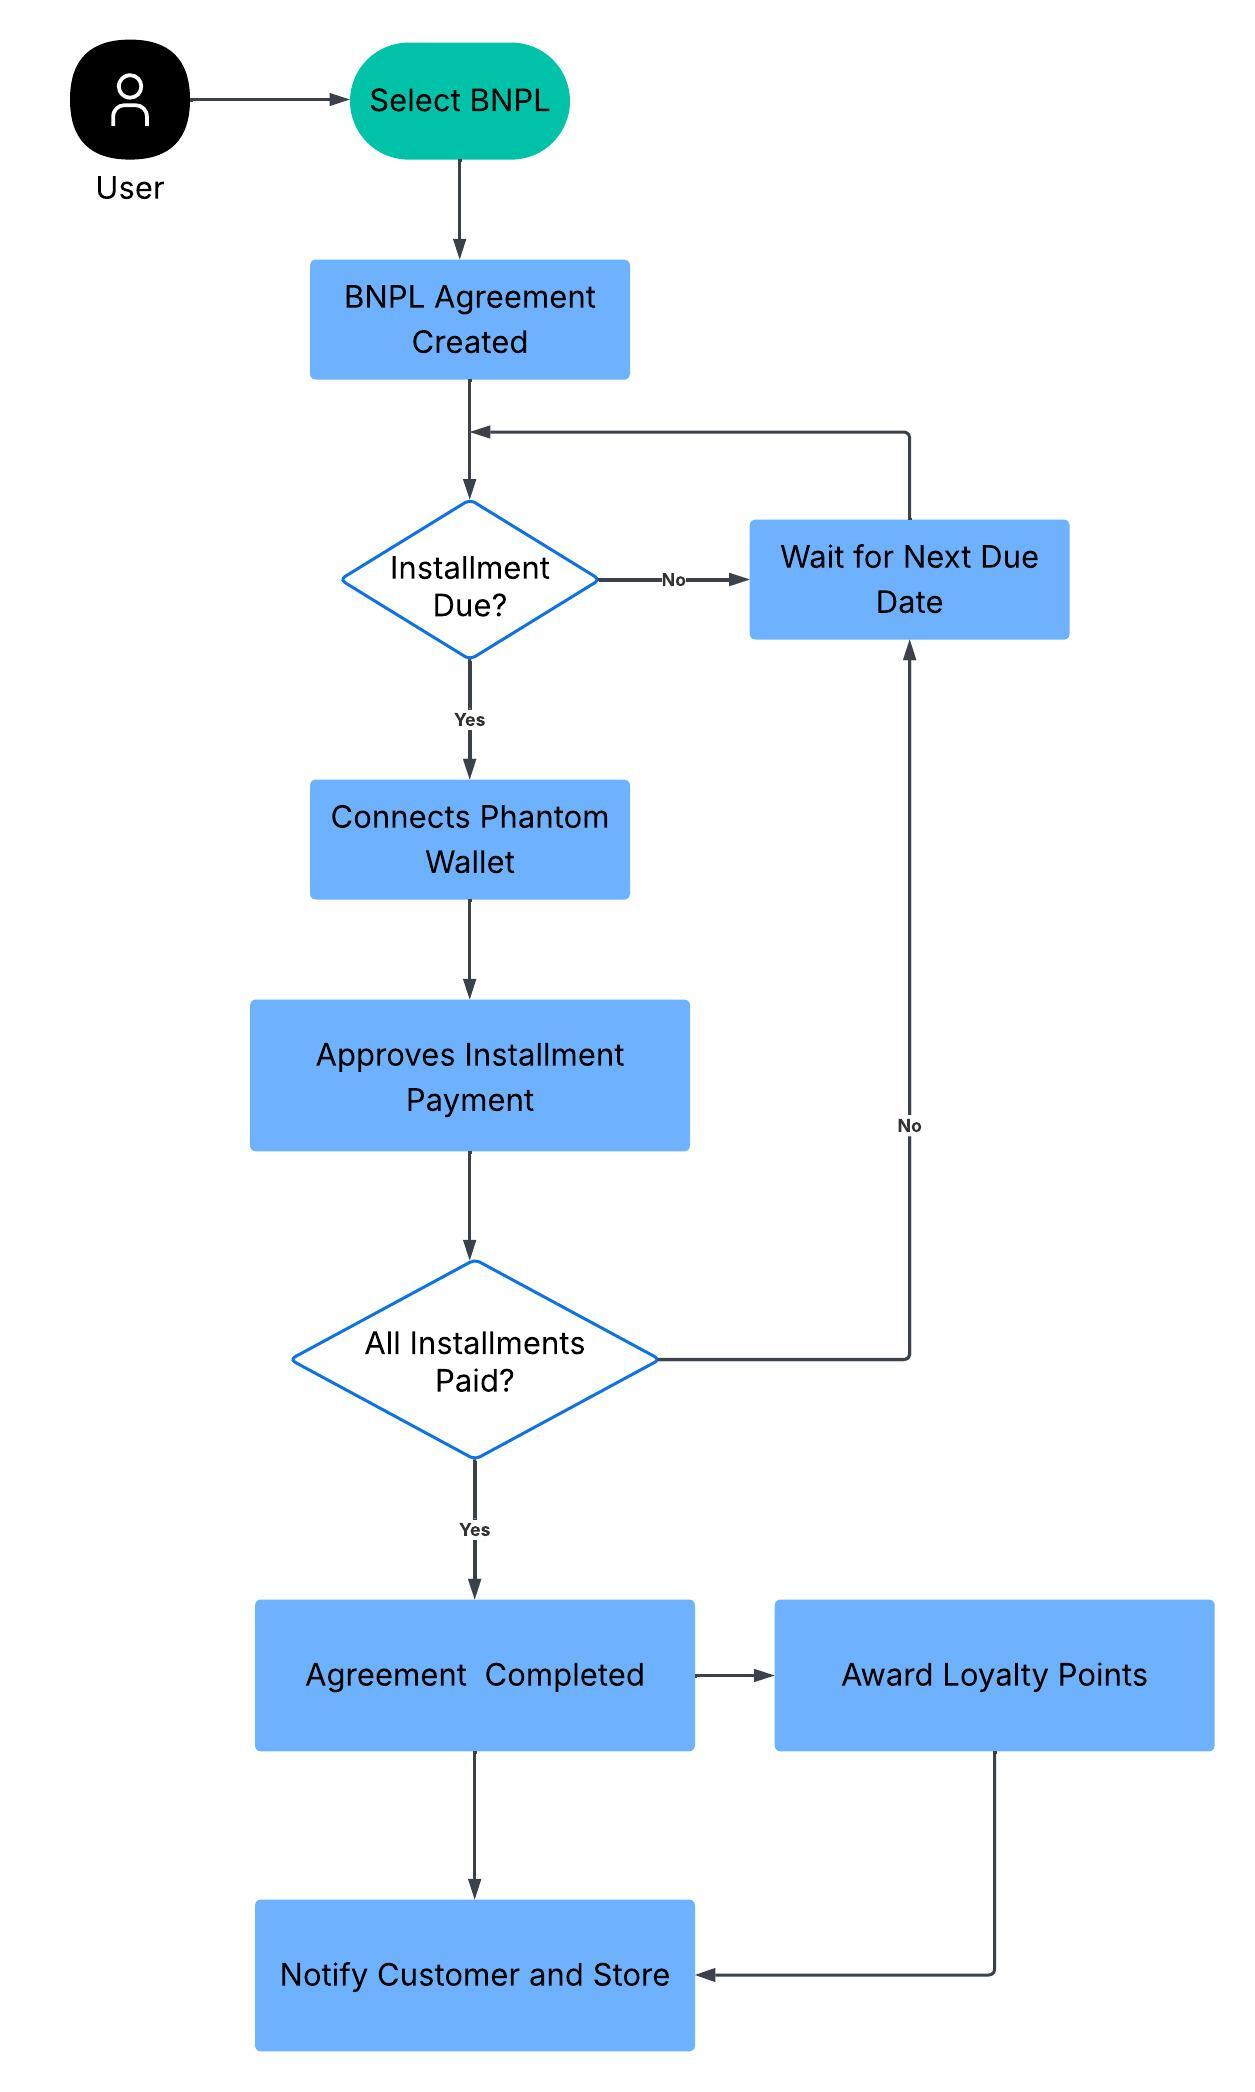 User
Select BNPL
BNPL Agreement
Created
Installment
Due?
No
Wait for Next Due
Date
Yes
Connects Phantom
Wallet
Approves Installment
Payment
No
All Installments
Paid?
Yes
Agreement  Completed
Award Loyalty Points
Notify Customer and Store